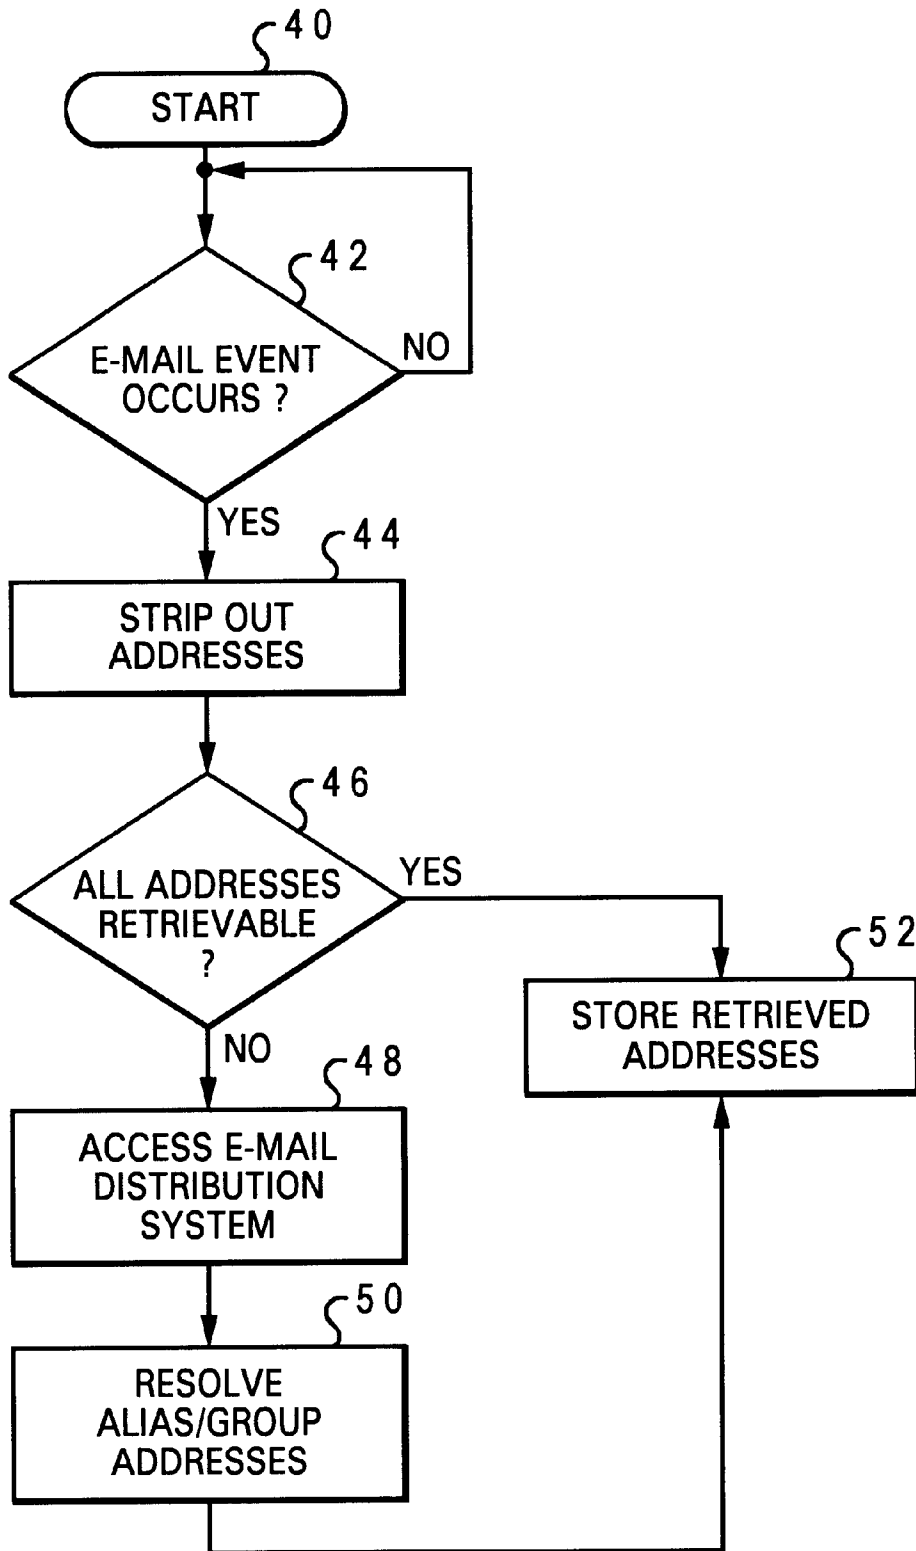 40
START
42
E-MAIL EVENT
OCCURS ?
NO
YES
44
STRIP OUT
ADDRESSES
46
ALL ADDRESSES
RETRIEVABLE
?
YES
52
STORE RETRIEVED
ADDRESSES
NO
48
ACCESS E-MAIL
DISTRIBUTION
SYSTEM
50
RESOLVE
ALIAS/GROUP
ADDRESSES